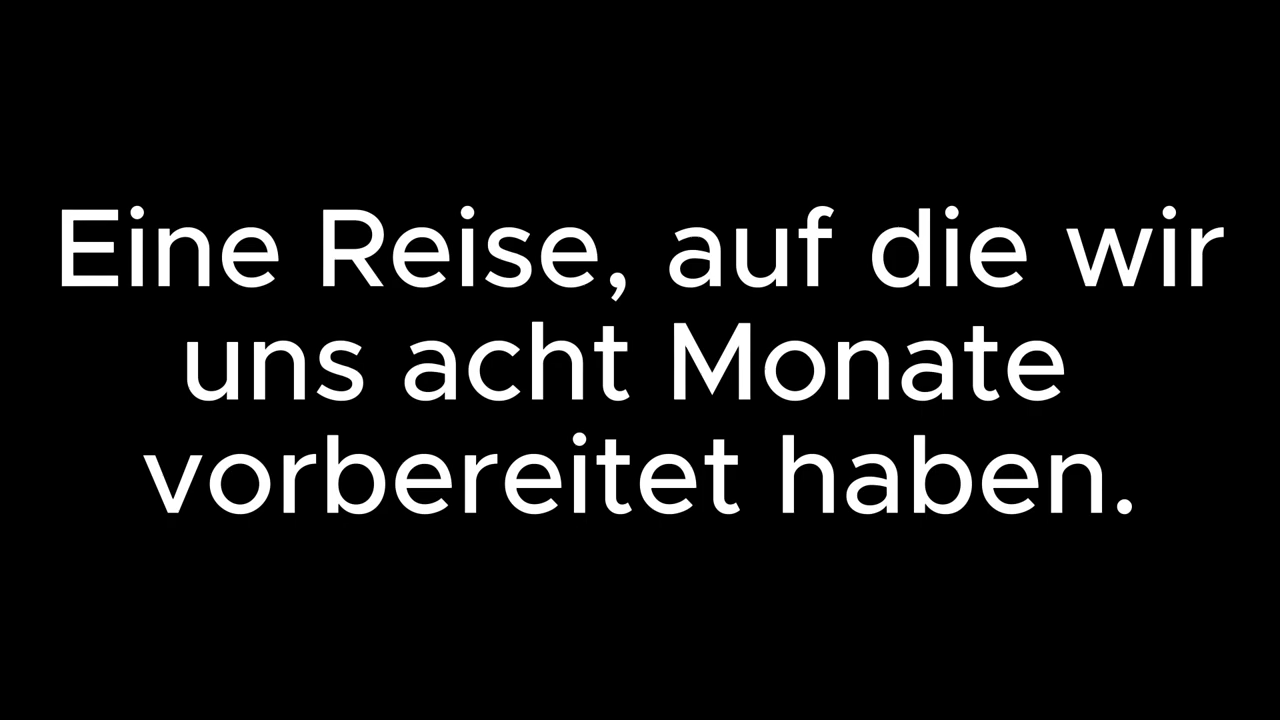 Eine Reise, auf die wir
uns acht Monate
vorbereitet haben.